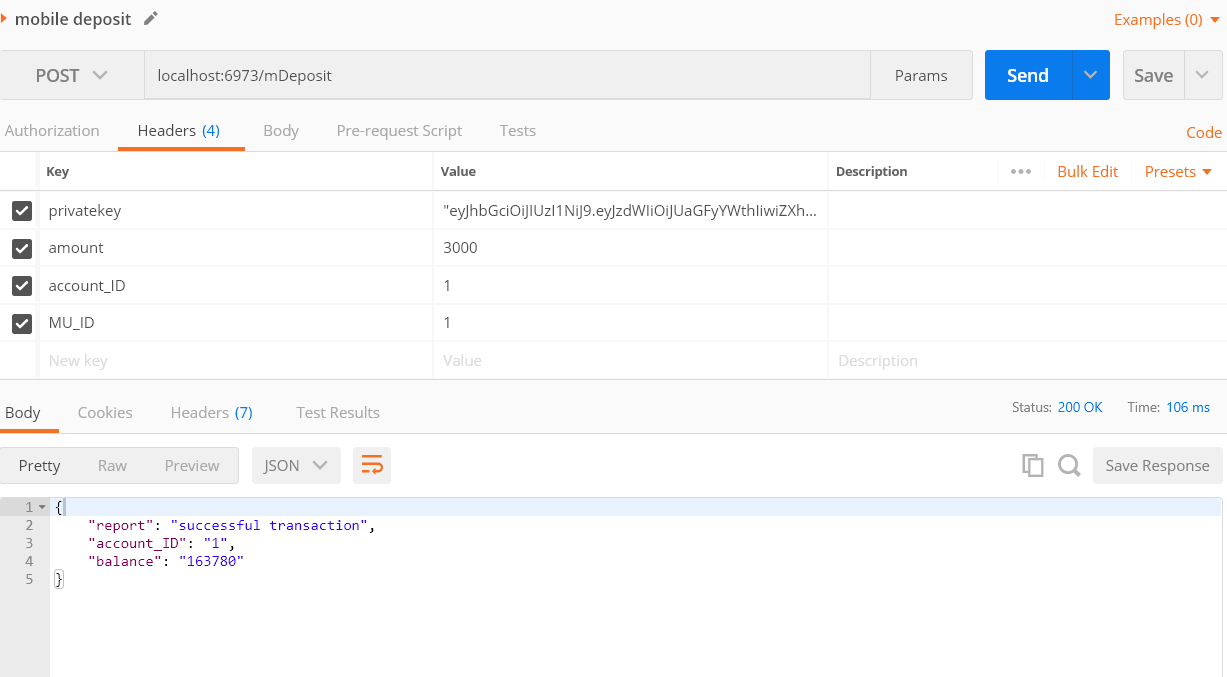 mobile deposit
Examples (0)
POST localhost:6973/mDeposit Params Send Save
Authorization Headers (4) Body Pre-request Script Tests Code
Key Value Description ••• Bulk Edit Presets
privatekey "eyJhbGciOiJIUzI1NiJ9.eyJzdWIiOiJUaGFyYWthIiwiZXh...
amount 3000
account_ID 1
MU_ID 1
New key Value Description
Body Cookies Headers (7) Test Results Status: 200 OK Time: 106 ms
Pretty Raw Preview JSON Save Response
1 {
2 "report": "successful transaction",
3 "account_ID": "1",
4 "balance": "163780"
5 }